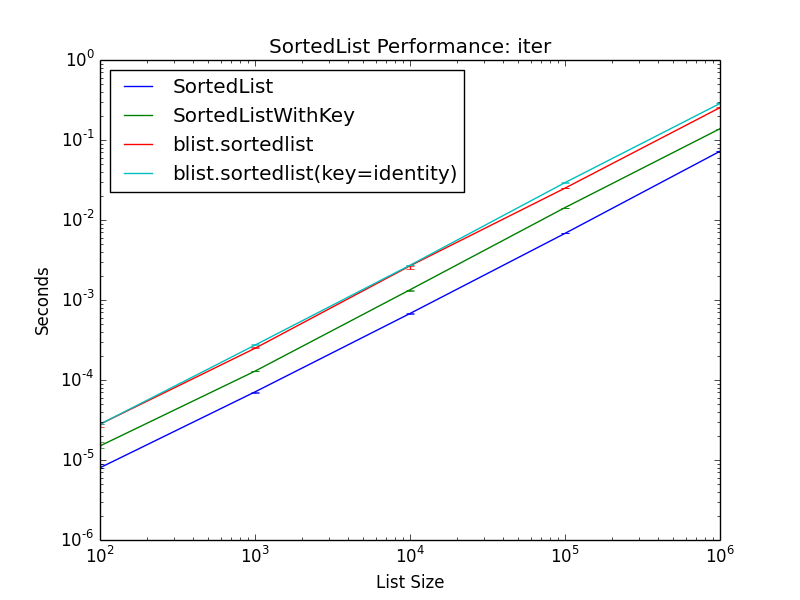 SortedList Performance: iter
10^0
SortedList
SortedListWithKey
blist.sortedlist
blist.sortedlist(key=identity)
10^-1
10^-2
10^-3
10^-4
10^-5
10^-6
Seconds
10^2 10^3 10^4 10^5 10^6
List Size